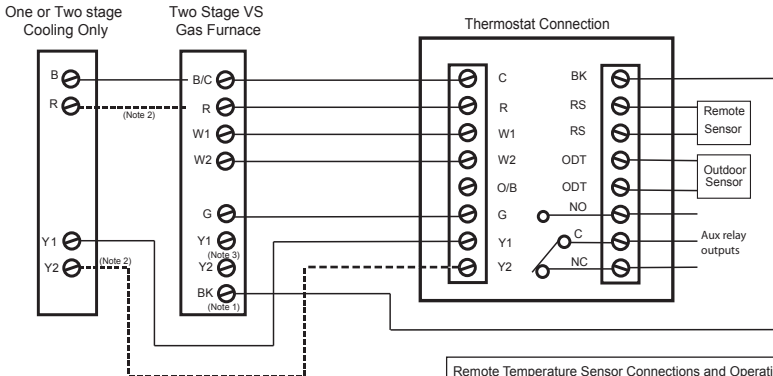 One or Two stage
Cooling Only
Two Stage VS
Gas Furnace
Thermostat Connection
B
R
(Note 2)
Y1
Y2
(Note 2)
B/C
R
W1
W2
G
Y1
(Note 3)
Y2
BK
(Note 1)
C
R
W1
W2
O/B
G
Y1
Y2
BK
RS
RS
ODT
ODT
NO
C
NC
Remote
Sensor
Outdoor
Sensor
Aux relay
outputs
Remote Temperature Sensor Connections and Operati